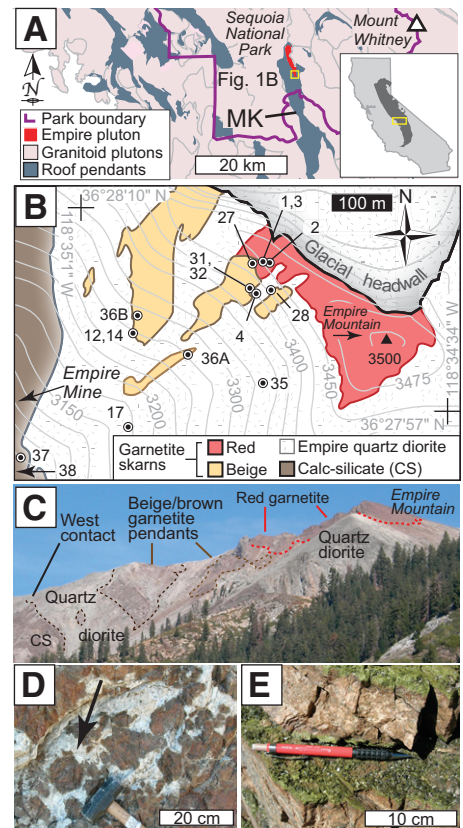 A
Sequoia
National
Park
Mount
Whitney
Fig. 1B
MK
N
Park boundary
Empire pluton
Granitoid plutons
Roof pendants
20 km
B
36°28'10" N
118°35'1" W
100 m
N
Glacial headwall
1,3
27
2
31,
32
4
28
36B
12,14
36A
35
17
37
38
Empire
Mine
Empire
Mountain
3500
3475
3450
3400
3300
3200
3150
118°34'34" W
36°27'57" N
Garnetite
skarns
Red
Beige
Empire quartz diorite
Calc-silicate (CS)
C
West
contact
Beige/brown
garnetite
pendants
Red garnetite
Empire
Mountain
Quartz
diorite
Quartz
diorite
CS
D
20 cm
E
10 cm